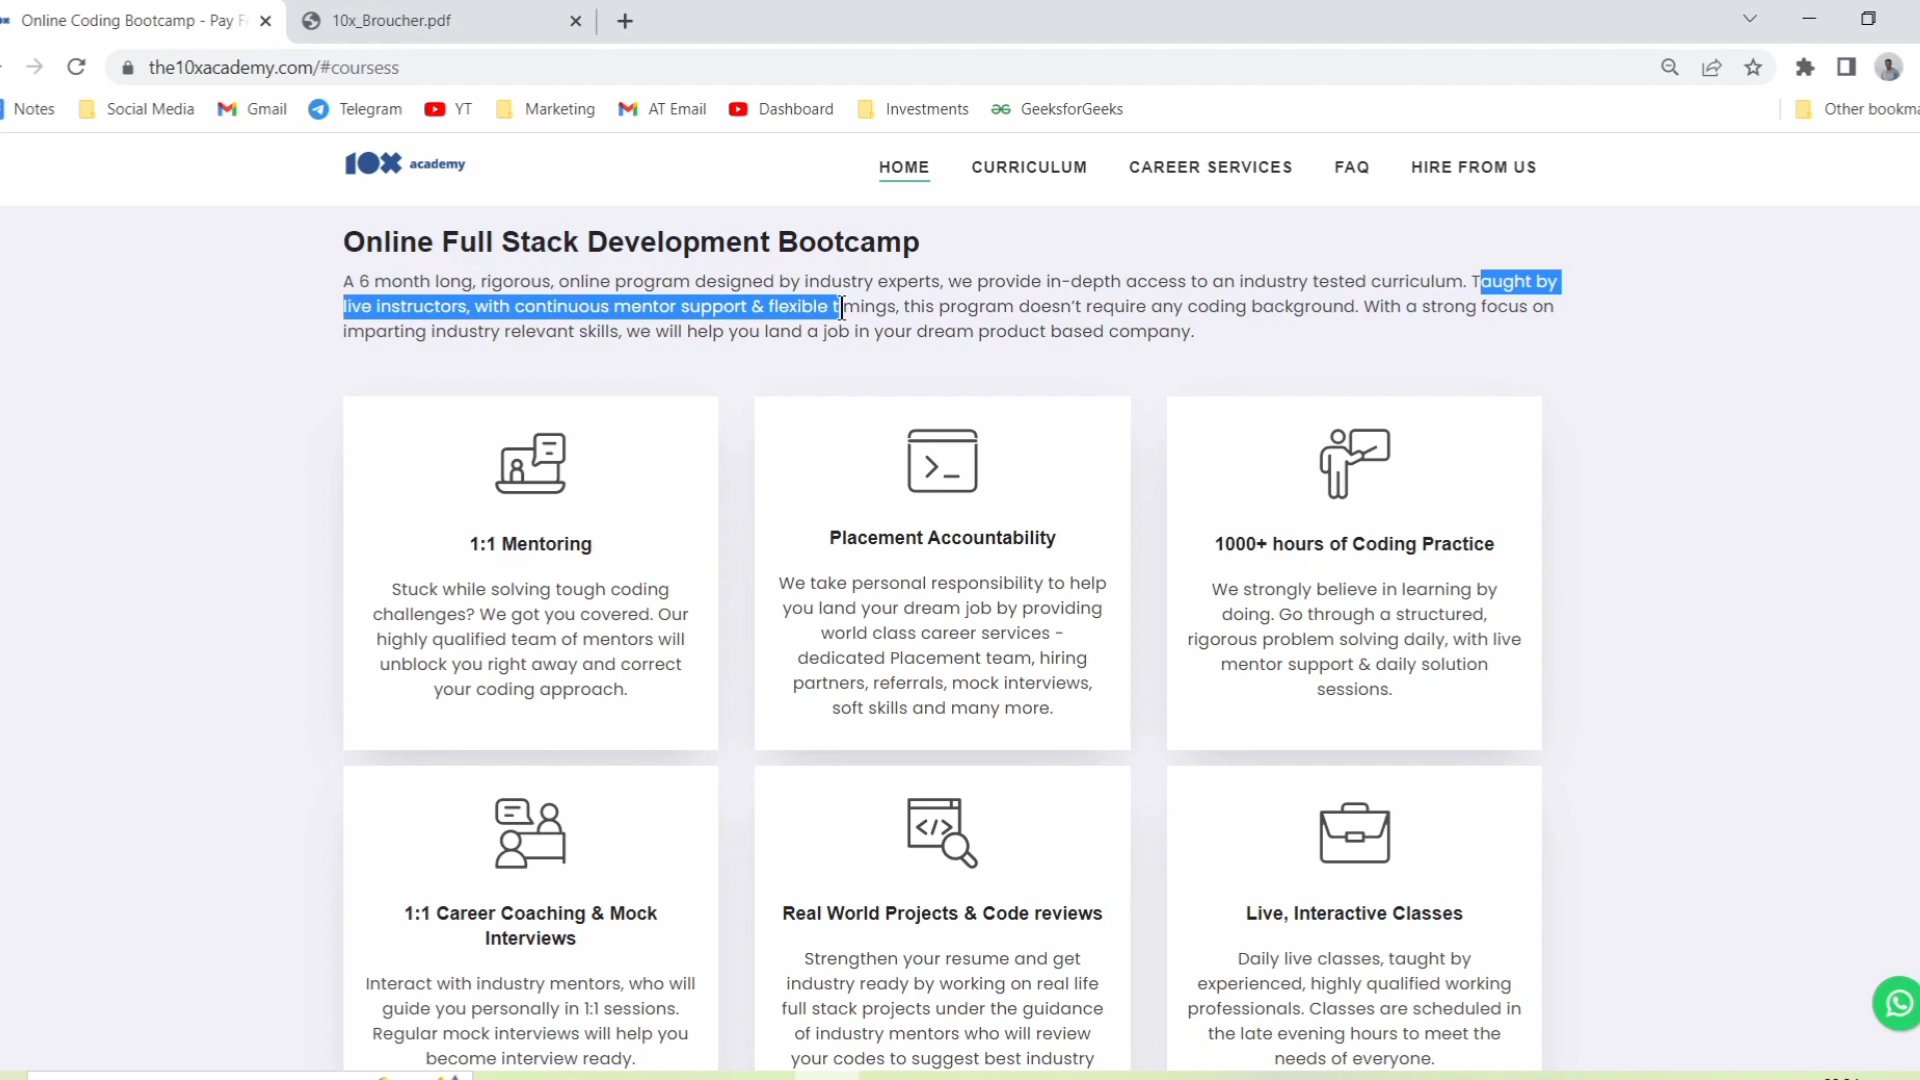 Online Coding Bootcamp - Pay F
10x_Broucher.pdf
the10xacademy.com/#coursess
Notes
Social Media
Gmail
Telegram
YT
Marketing
AT Email
Dashboard
Investments
GeeksforGeeks
Other bookma
10x academy
HOME
CURRICULUM
CAREER SERVICES
FAQ
HIRE FROM US
Online Full Stack Development Bootcamp
A 6 month long, rigorous, online program designed by industry experts, we provide in-depth access to an industry tested curriculum. Taught by
live instructors, with continuous mentor support & flexible timings, this program doesn't require any coding background. With a strong focus on
imparting industry relevant skills, we will help you land a job in your dream product based company.
1:1 Mentoring
Stuck while solving tough coding
challenges? We got you covered. Our
highly qualified team of mentors will
unblock you right away and correct
your coding approach.
Placement Accountability
We take personal responsibility to help
you land your dream job by providing
world class career services -
dedicated Placement team, hiring
partners, referrals, mock interviews,
soft skills and many more.
1000+ hours of Coding Practice
We strongly believe in learning by
doing. Go through a structured,
rigorous problem solving daily, with live
mentor support & daily solution
sessions.
1:1 Career Coaching & Mock
Interviews
Interact with industry mentors, who will
guide you personally in 1:1 sessions.
Regular mock interviews will help you
become interview ready.
Real World Projects & Code reviews
Strengthen your resume and get
industry ready by working on real life
full stack projects under the guidance
of industry mentors who will review
your codes to suggest best industry
Live, Interactive Classes
Daily live classes, taught by
experienced, highly qualified working
professionals. Classes are scheduled in
the late evening hours to meet the
needs of everyone.